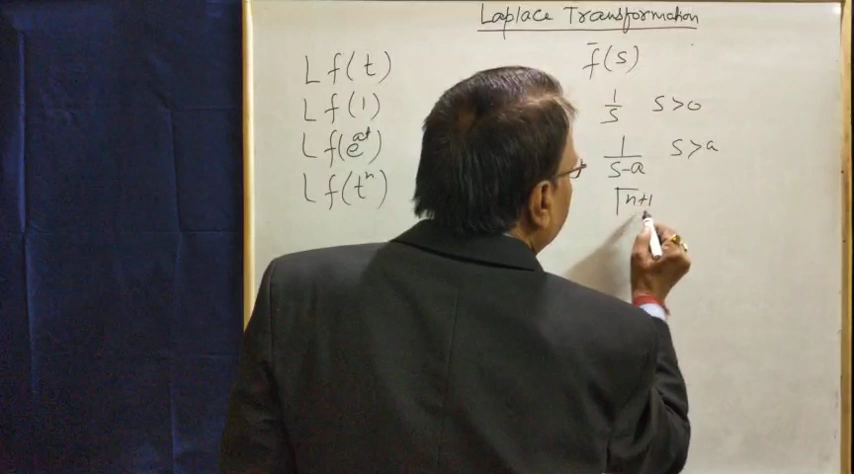 Laplace Transformation
L f(t) f̄(s)
L f(1) 1/s s>0
L f(e^at) 1/(s-a) s>a
L f(t^n) Γn+1